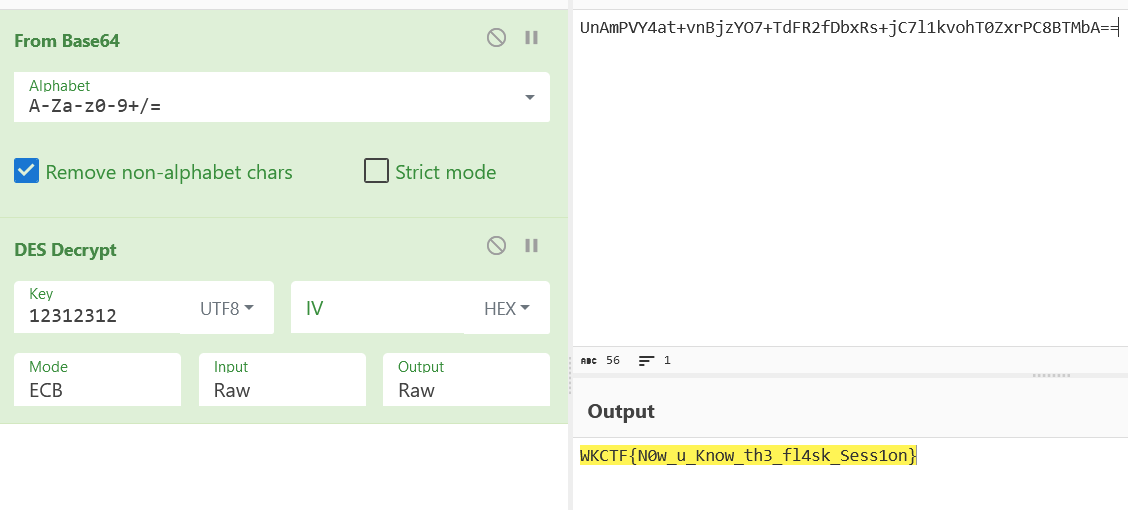 From Base64
Alphabet
A-Za-z0-9+/=
Remove non-alphabet chars
Strict mode
DES Decrypt
Key
12312312
UTF8
IV
HEX
Mode
ECB
Input
Raw
Output
Raw
UnAmPVY4at+vnBjzYO7+TdFR2fDbxRs+jC7l1kvohT0ZxrPC8BTMbA==
ABC 56
1
Output
WKCTF{N0w_u_Know_th3_fl4sk_Sess1on}